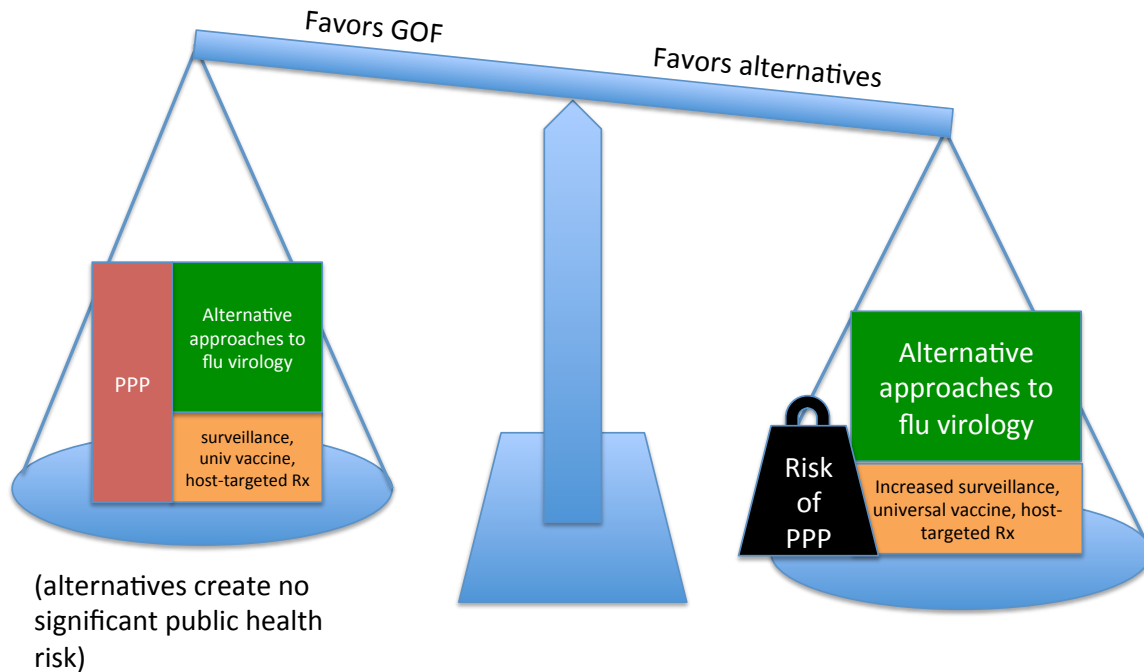 Favors GOF
Favors alternatives
PPP
Alternative
approaches to
flu virology
surveillance,
univ vaccine,
host-targeted Rx
(alternatives create no
significant public health
risk)
Risk
of
PPP
Alternative
approaches to
flu virology
Increased surveillance,
universal vaccine, host-
targeted Rx